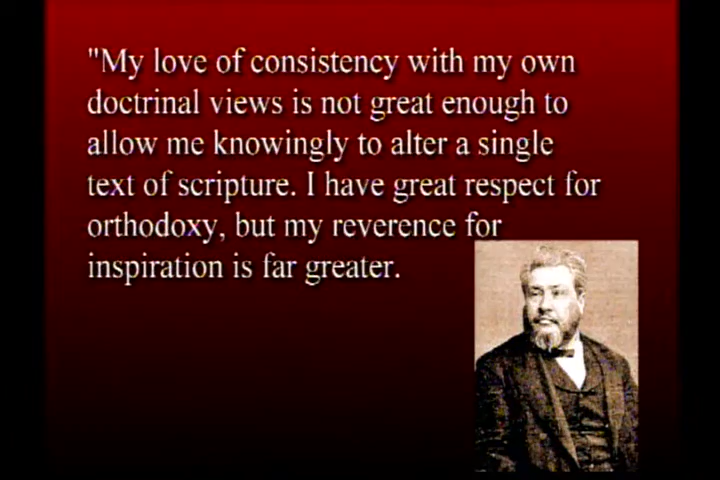 "My love of consistency with my own
doctrinal views is not great enough to
allow me knowingly to alter a single
text of scripture. I have great respect for
orthodoxy, but my reverence for
inspiration is far greater.